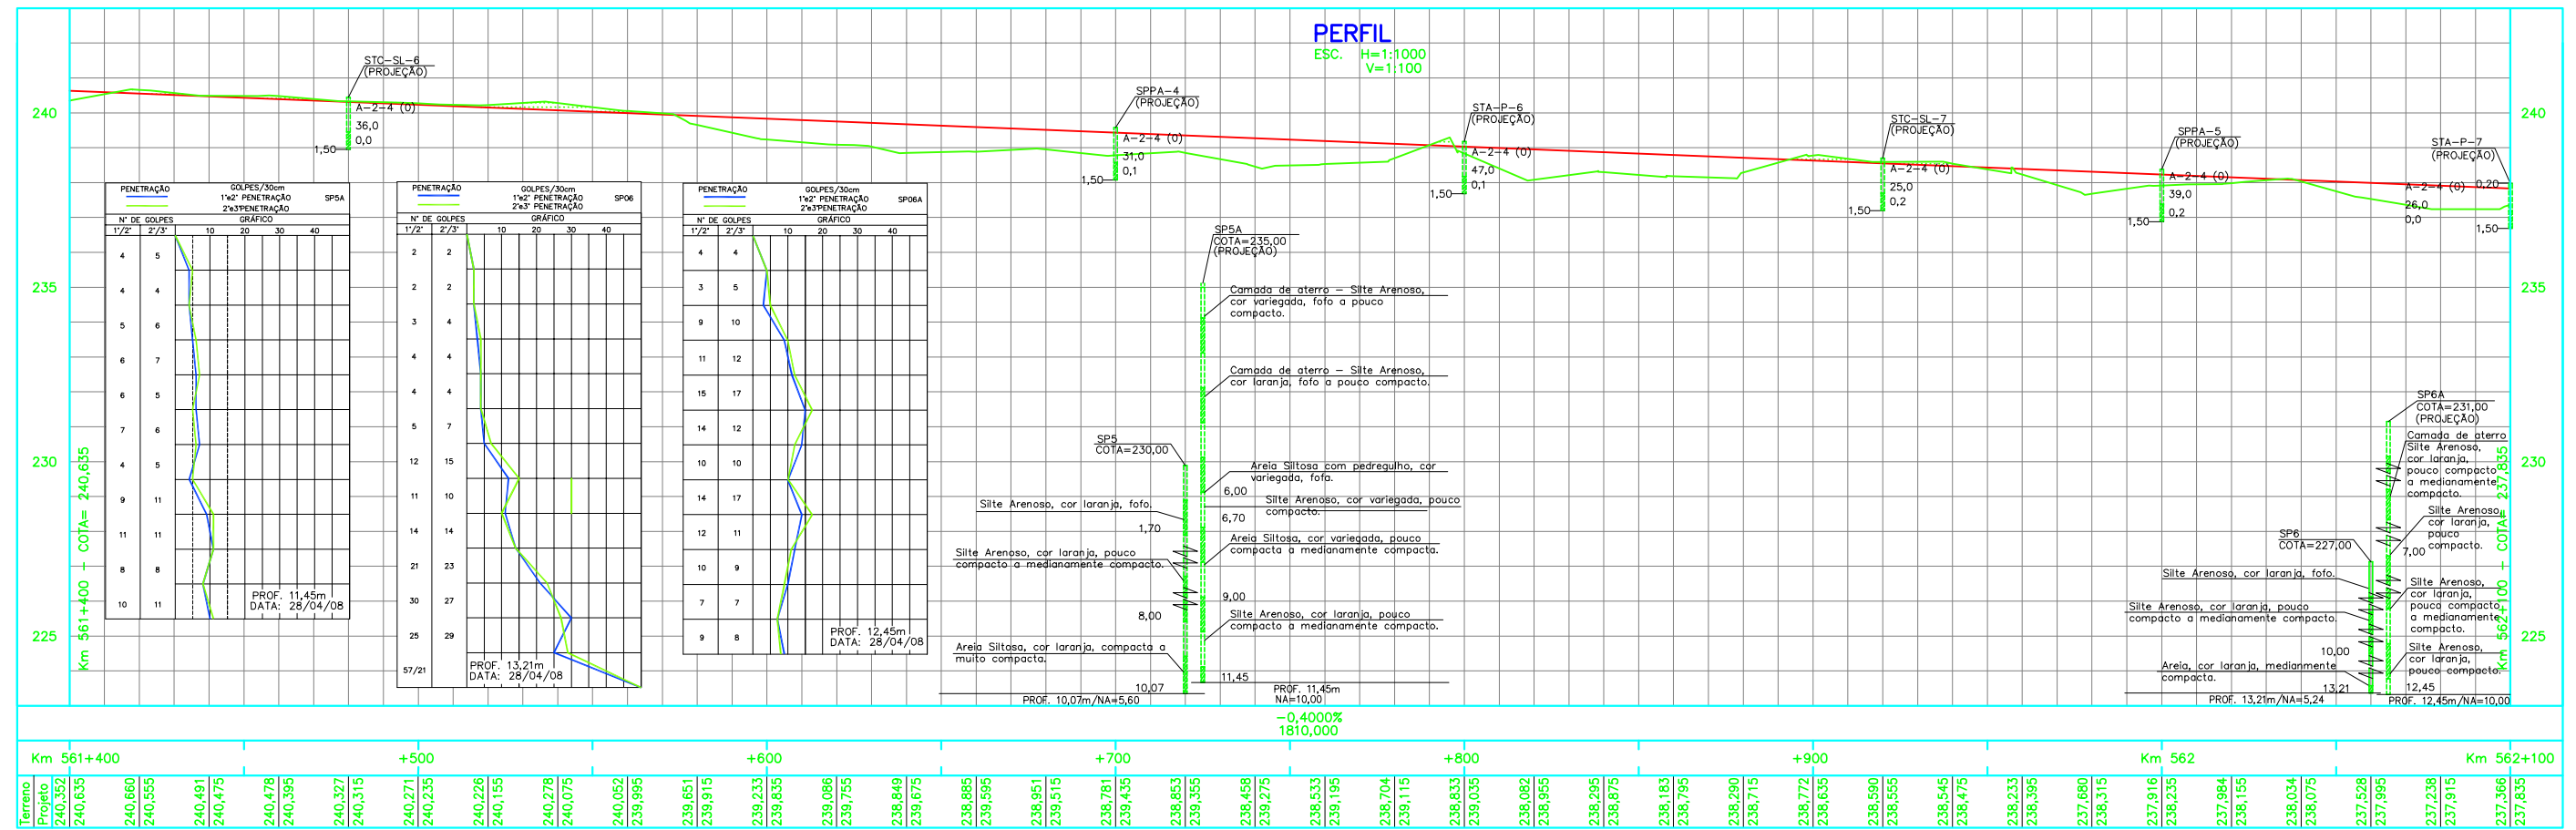 PERFIL
ESC. H=1:1000
V=1:100
240
235
230
225
240
235
230
225
Km 561+400 - COTA= 240,635
Km 562+100 - COTA= 237,835
STC-SL-6
(PROJEÇÃO)
A-2-4 (0)
36,0
0,0
1,50
SPPA-4
(PROJEÇÃO)
A-2-4 (0)
31,0
0,1
1,50
STA-P-6
(PROJEÇÃO)
A-2-4 (0)
47,0
0,1
1,50
STC-SL-7
(PROJEÇÃO)
A-2-4 (0)
25,0
0,2
1,50
SPPA-5
(PROJEÇÃO)
A-2-4 (0)
39,0
0,2
1,50
STA-P-7
(PROJEÇÃO)
0,20
A-2-4 (0)
26,0
0,0
1,50
PENETRAÇÃO
GOLPES/30cm
1ªe2ª PENETRAÇÃO
2ªe3ªPENETRAÇÃO
SP5A
N° DE GOLPES
GRÁFICO
1ª/2ª 2ª/3ª 10 20 30 40
4 5
4 4
5 6
6 7
6 5
7 6
4 5
9 11
11 11
8 8
10 11
PROF. 11,45m
DATA: 28/04/08
PENETRAÇÃO
GOLPES/30cm
1ªe2ª PENETRAÇÃO
2ªe3ª PENETRAÇÃO
SP06
N° DE GOLPES
GRÁFICO
1ª/2ª 2ª/3ª 10 20 30 40
2 2
2 2
3 4
4 4
4 4
5 7
12 15
11 10
14 14
21 23
30 27
25 29
57/21
PROF. 13,21m
DATA: 28/04/08
PENETRAÇÃO
GOLPES/30cm
1ªe2ª PENETRAÇÃO
2ªe3ª PENETRAÇÃO
SP06A
N° DE GOLPES
GRÁFICO
1ª/2ª 2ª/3ª 10 20 30 40
4 4
3 5
9 10
11 12
15 17
14 12
10 10
14 17
12 11
10 9
7 7
9 8
PROF. 12,45m
DATA: 28/04/08
SP5
COTA=230,00
Silte Arenoso, cor laranja, fofo.
1,70
Silte Arenoso, cor laranja, pouco
compacto a medianamente compacto.
8,00
Areia Siltosa, cor laranja, compacta a
muito compacta.
10,07
PROF. 10,07m/NA=5,60
SP5A
COTA=235,00
(PROJEÇÃO)
Camada de aterro - Silte Arenoso,
cor variegada, fofo a pouco
compacto.
Camada de aterro - Silte Arenoso,
cor laranja, fofo a pouco compacto.
Areia Siltosa com pedregulho, cor
variegada, fofa.
6,00
Silte Arenoso, cor variegada, pouco
compacto.
6,70
Areia Siltosa, cor variegada, pouco
compacta a medianamente compacta.
9,00
Silte Arenoso, cor laranja, pouco
compacto a medianamente compacto.
11,45
PROF. 11,45m
NA=10,00
SP6
COTA=227,00
Silte Arenoso, cor laranja, fofo.
Silte Arenoso, cor laranja, pouco
compacto a medianamente compacto.
10,00
Areia, cor laranja, medianmente
compacta.
13,21
PROF. 13,21m/NA=5,24
SP6A
COTA=231,00
(PROJEÇÃO)
Camada de aterro
Silte Arenoso,
cor laranja,
pouco compacto
a medianamente
compacto.
Silte Arenoso,
cor laranja,
pouco
compacto.
7,00
Silte Arenoso,
cor laranja,
pouco compacto
a medianamente
compacto.
Silte Arenoso,
cor laranja,
pouco compacto.
12,45
PROF. 12,45m/NA=10,00
-0,4000%
1810,000
Km 561+400 +500 +600 +700 +800 +900 Km 562 Km 562+100
Terreno 240,352 240,660 240,491 240,478 240,327 240,271 240,226 240,278 240,052 239,651 239,233 239,086 238,849 238,885 238,951 238,781 238,853 238,458 238,533 238,704 238,833 238,082 238,295 238,183 238,290 238,772 238,590 238,545 238,233 237,680 237,916 237,984 238,034 237,528 237,238 237,366
Projeto 240,635 240,555 240,475 240,395 240,315 240,235 240,155 240,075 239,995 239,915 239,835 239,755 239,675 239,595 239,515 239,435 239,355 239,275 239,195 239,115 239,035 238,955 238,875 238,795 238,715 238,635 238,555 238,475 238,395 238,315 238,235 238,155 238,075 237,995 237,915 237,835